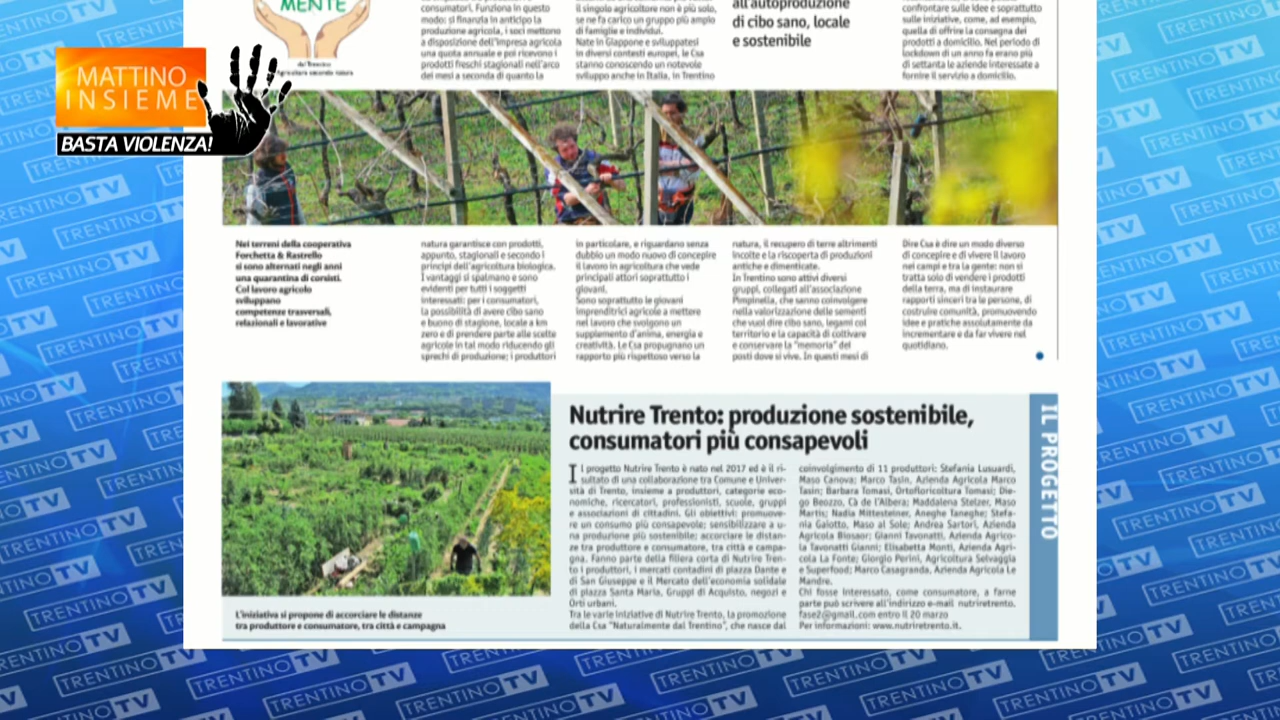 MENTE
dal Trentino
Agricoltura secondo natura
MATTINO
INSIEME
BASTA VIOLENZA!
consumatori. Funziona in questo
modo: si finanzia in anticipo la
produzione agricola, i soci mettono
a disposizione dell'impresa agricola
una quota annuale e poi ricevono i
prodotti freschi stagionali nell'arco
dei mesi a seconda di quanto la
il singolo agricoltore non è più solo,
se ne fa carico un gruppo più ampio
di famiglie e individui.
Nate in Giappone e sviluppatesi
in diversi contesti europei, le Csa
stanno conoscendo un notevole
sviluppo anche in Italia, in Trentino
all'autoproduzione
di cibo sano, locale
e sostenibile
confrontare sulle idee e soprattutto
sulle iniziative, come, ad esempio,
quella di offrire la consegna dei
prodotti a domicilio. Nel periodo di
lockdown di un anno fa erano più
di settanta le aziende interessate a
fornire il servizio a domicilio.
Nei terreni della cooperativa
Forchetta & Rastrello
si sono alternati negli anni
una quarantina di corsisti.
Col lavoro agricolo
sviluppano
competenze trasversali,
relazionali e lavorative
natura garantisce con prodotti,
appunto, stagionali e secondo i
principi dell'agricoltura biologica.
I vantaggi si spalmano e sono
evidenti per tutti i soggetti
interessati: per i consumatori,
la possibilità di avere cibo sano
e buono di stagione, locale a km
zero e di prendere parte alle scelte
agricole in tal modo riducendo gli
sprechi di produzione; i produttori
in particolare, e riguardano senza
dubbio un modo nuovo di concepire
il lavoro in agricoltura che vede
principali attori soprattutto i
giovani.
Sono soprattutto le giovani
imprenditrici agricole a mettere
nel lavoro che svolgono un
supplemento d'anima, energia e
creatività. Le Csa propugnano un
rapporto più rispettoso verso la
natura, il recupero di terre altrimenti
incolte e la riscoperta di produzioni
antiche e dimenticate.
In Trentino sono attivi diversi
gruppi, collegati all'associazione
Pimpinella, che sanno coinvolgere
nella valorizzazione delle sementi
che vuol dire cibo sano, legami col
territorio e la capacità di coltivare
e conservare la "memoria" dei
posti dove si vive. In questi mesi di
Dire Csa è dire un modo diverso
di concepire e di vivere il lavoro
nei campi e tra la gente: non si
tratta solo di vendere i prodotti
della terra, ma di instaurare
rapporti sinceri tra le persone, di
costruire comunità, promuovendo
idee e pratiche assolutamente da
incrementare e da far vivere nel
quotidiano.
L'iniziativa si propone di accorciare le distanze
tra produttore e consumatore, tra città e campagna
Nutrire Trento: produzione sostenibile,
consumatori più consapevoli
Il progetto Nutrire Trento è nato nel 2017 ed è il ri-
sultato di una collaborazione tra Comune e Univer-
sità di Trento, insieme a produttori, categorie eco-
nomiche, ricercatori, professionisti, scuole, gruppi
e associazioni di cittadini. Gli obiettivi: promuove-
re un consumo più consapevole; sensibilizzare a u-
na produzione più sostenibile; accorciare le distan-
ze tra produttore e consumatore, tra città e campa-
gna. Fanno parte della filiera corta di Nutrire Tren-
to i produttori, i mercati contadini di piazza Dante e
di San Giuseppe e il Mercato dell'economia solidale
di piazza Santa Maria, Gruppi di Acquisto, negozi e
Orti urbani.
Tra le varie iniziative di Nutrire Trento, la promozione
della Csa "Naturalmente dal Trentino", che nasce dal
coinvolgimento di 11 produttori: Stefania Lusuardi,
Maso Canova; Marco Tasin, Azienda Agricola Marco
Tasin; Barbara Tomasi, Ortofloricoltura Tomasi; Die-
go Beozzo, Cà de l'Albera; Maddalena Stelzer, Maso
Martis; Nadia Mittesteiner, Aneghe Taneghe; Stefa-
nia Gaiotto, Maso al Sole; Andrea Sartori, Azienda
Agricola Biosaor; Gianni Tavonatti, Azienda Agrico-
la Tavonatti Gianni; Elisabetta Monti, Azienda Agri-
cola La Fonte; Giorgio Perini, Agricoltura Selvaggia
e Superfood; Marco Casagranda, Azienda Agricola Le
Mandre.
Chi fosse interessato, come consumatore, a farne
parte può scrivere all'indirizzo e-mail nutriretrento.
fase2@gmail.com entro il 20 marzo
Per informazioni: www.nutriretrento.it.
IL PROGETTO
TRENTINO TV